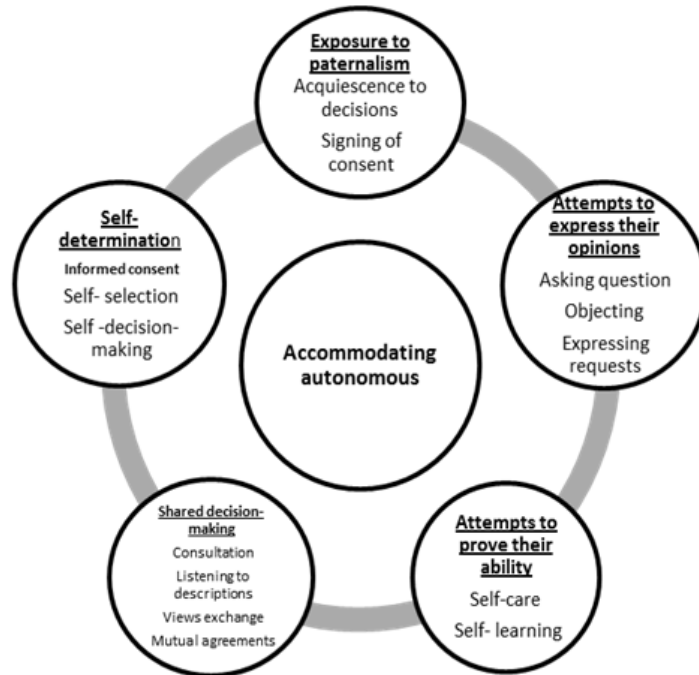 Exposure to
paternalism
Acquiescence to
decisions
Signing of
consent
Attempts to
express their
opinions
Asking question
Objecting
Expressing
requests
Attempts to
prove their
ability
Self-care
Self- learning
Shared decision-
making
Consultation
Listening to
descriptions
Views exchange
Mutual agreements
Self-
determination
Informed consent
Self- selection
Self -decision-
making
Accommodating
autonomous